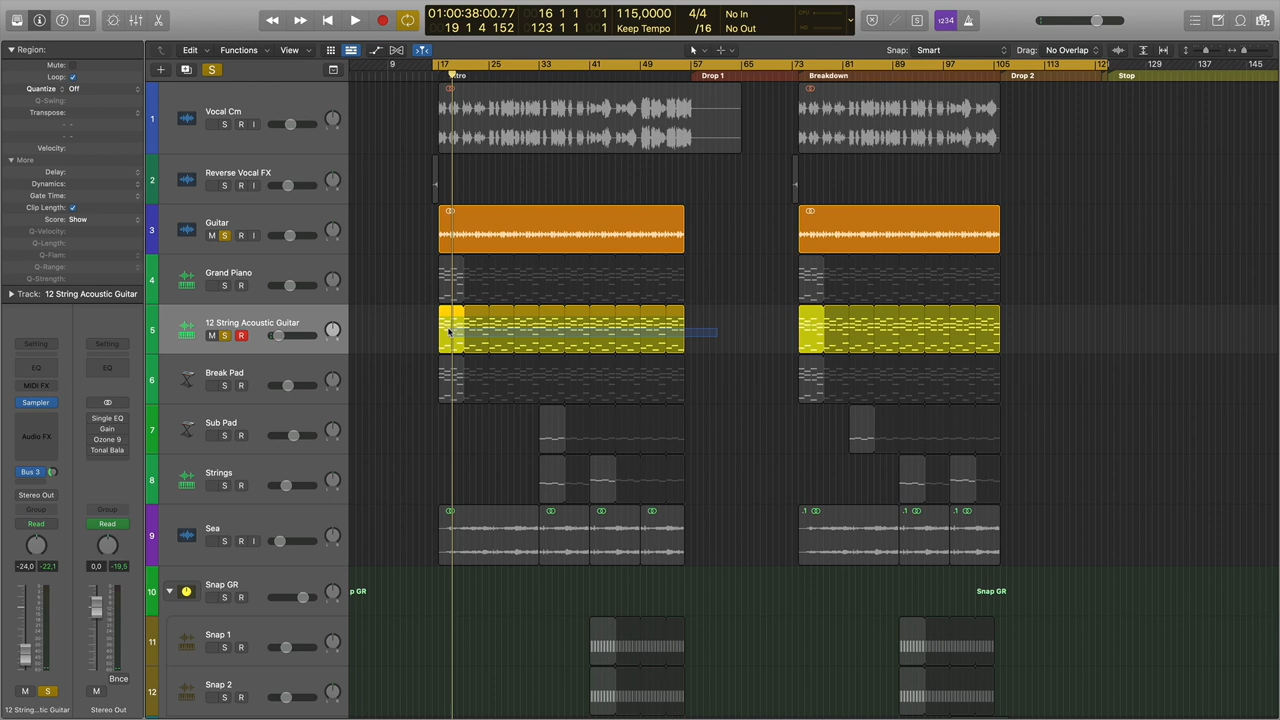 01:00:38:00.77 16 1 1 1 115,0000 4/4 No In
19 1 4 152 123 1 1 1 Keep Tempo /16 No Out
1234
Region: Edit Functions View Snap: Smart Drag: No Overlap
Mute:
Loop:
Quantize Off
Q-Swing:
Transpose:
Velocity:
More
Delay:
Dynamics:
Gate Time:
Clip Length:
Score: Show
Q-Velocity:
Q-Length:
Q-Flam:
Q-Range:
Q-Strength:
Track: 12 String Acoustic Guitar
Setting Setting
EQ EQ
MIDI FX
Sampler
Audio FX
Single EQ
Gain
Ozone 9
Tonal Bala
Bus 3
Stereo Out
Group Group
Read Read
-24,0 -22,1 0,0 -19,5
Bnce
M S M
12 String...tic Guitar Stereo Out
S
9 17 25 33 41 49 57 65 73 81 89 97 105 113 12 129 137 145
tro Drop 1 Breakdown Drop 2 Stop
1 Vocal Cm
S R I
2 Reverse Vocal FX
S R I
3 Guitar
M S R I
4 Grand Piano
S R
5 12 String Acoustic Guitar
M S R
6 Break Pad
S R
7 Sub Pad
S R
8 Strings
S R
9 Sea
S R I
.1 .1 .1
10 Snap GR
S R
p GR Snap GR
11 Snap 1
S R
12 Snap 2
S R